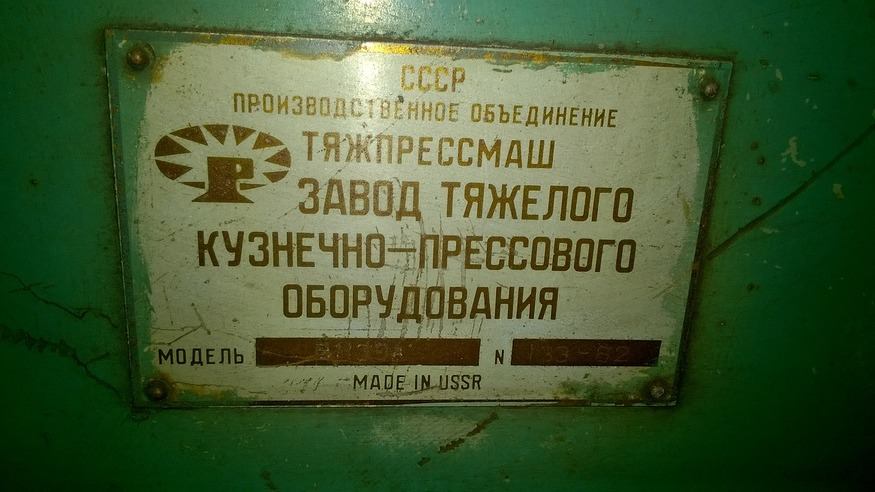 СССР
ПРОИЗВОДСТВЕННОЕ ОБЪЕДИНЕНИЕ
ТЯЖПРЕССМАШ
Р
ЗАВОД ТЯЖЕЛОГО
КУЗНЕЧНО–ПРЕССОВОГО
ОБОРУДОВАНИЯ
МОДЕЛЬ N
MADE IN USSR